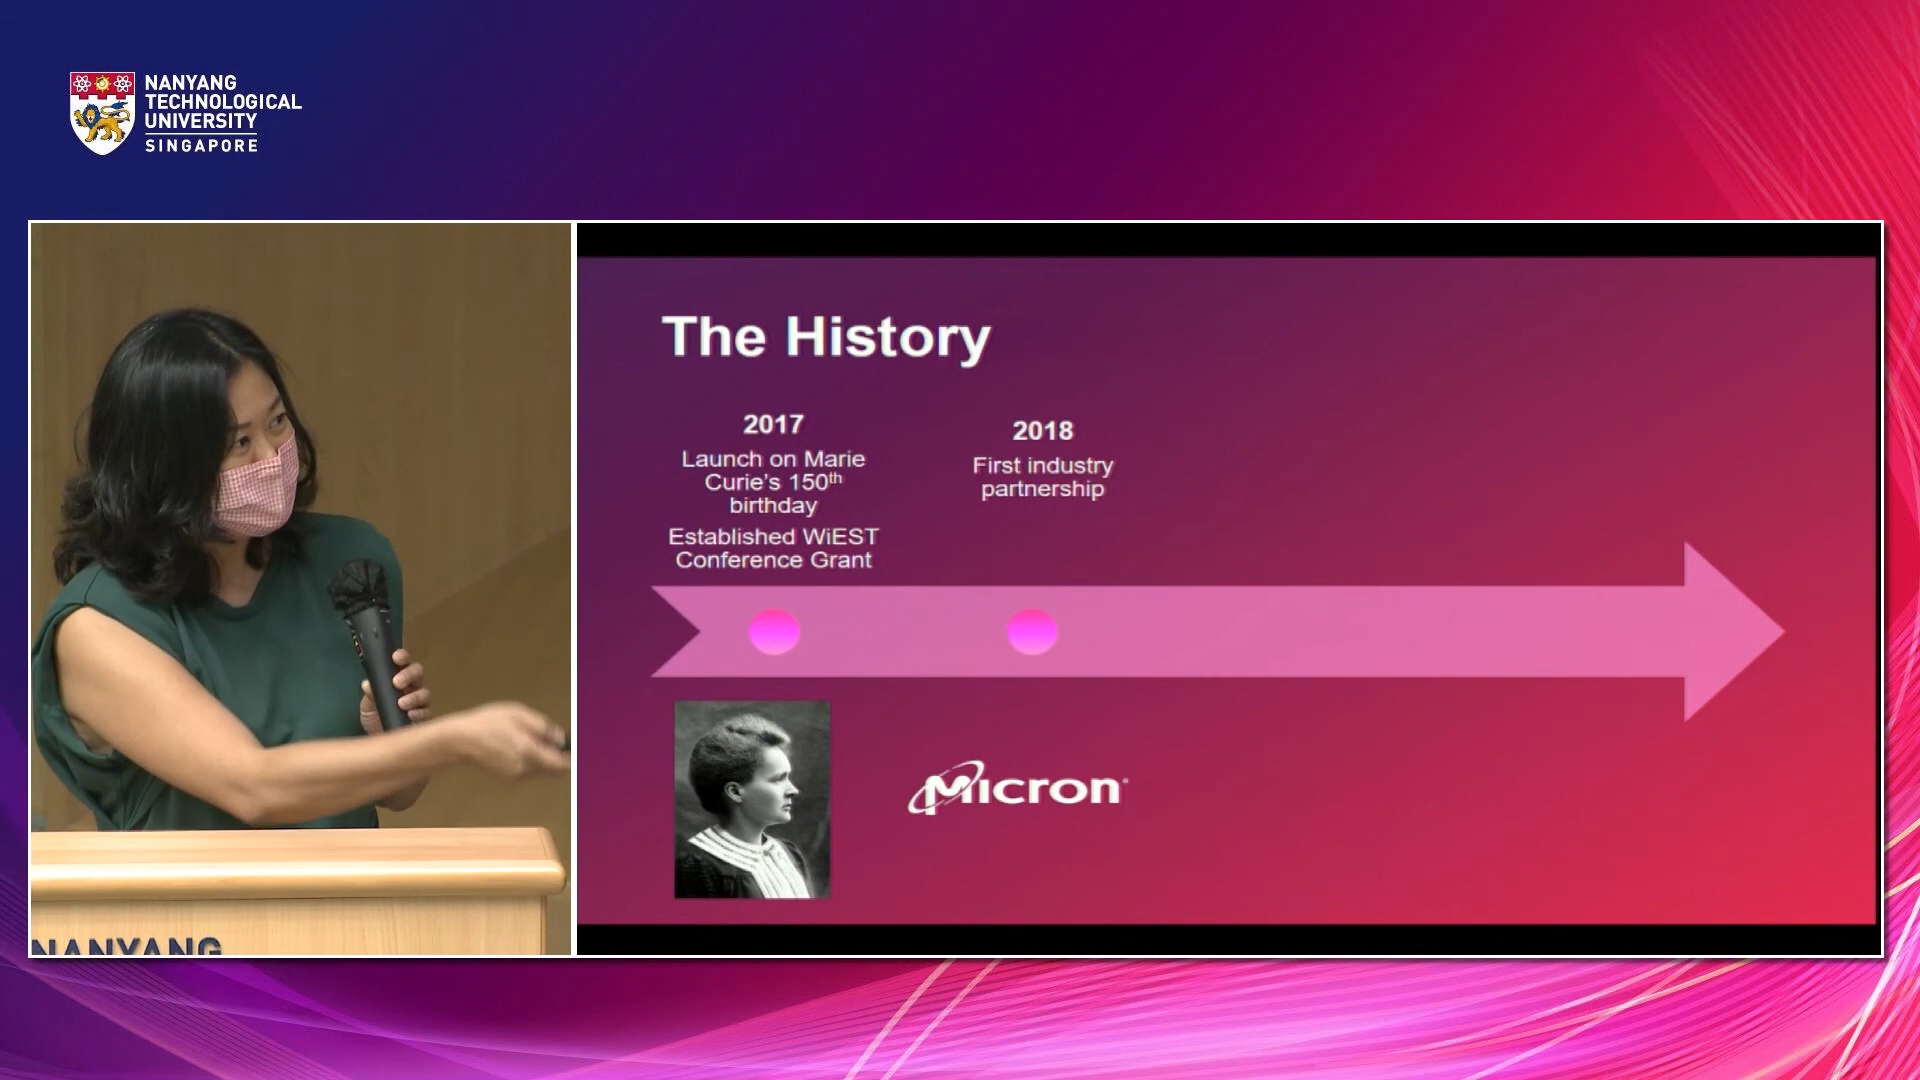 NANYANG
TECHNOLOGICAL
UNIVERSITY
SINGAPORE
The History
2017
Launch on Marie
Curie's 150th
birthday
Established WiEST
Conference Grant
2018
First industry
partnership
Micron
NANYANG